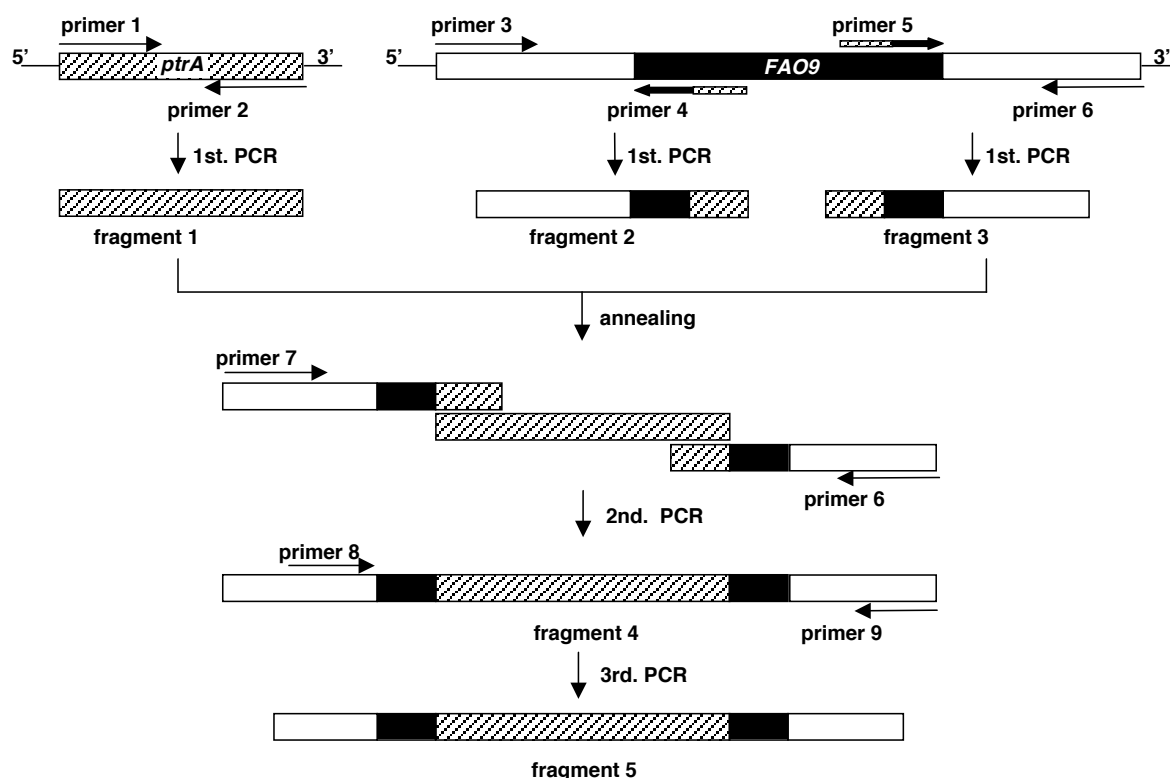 primer 1
5’
ptrA
3’
primer 2
1st. PCR
fragment 1
primer 3
primer 5
5’
FAO9
3’
primer 4
primer 6
1st. PCR
1st. PCR
fragment 2
fragment 3
annealing
primer 7
primer 6
2nd. PCR
primer 8
fragment 4
primer 9
3rd. PCR
fragment 5